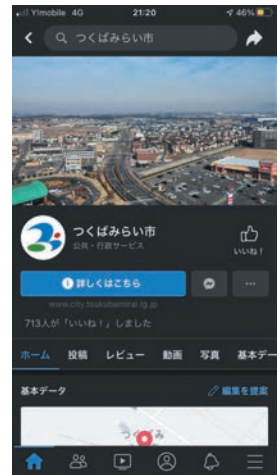 Y!mobile 4G 21:20 46%
つくばみらい市
つくばみらい市
公共・行政サービス
いいね!
詳しくはこちら
www.city.tsukubamirai.lg.jp
713人が「いいね!」しました
ホーム 投稿 レビュー 動画 写真 基本デー
基本データ 編集を提案
つくばみ